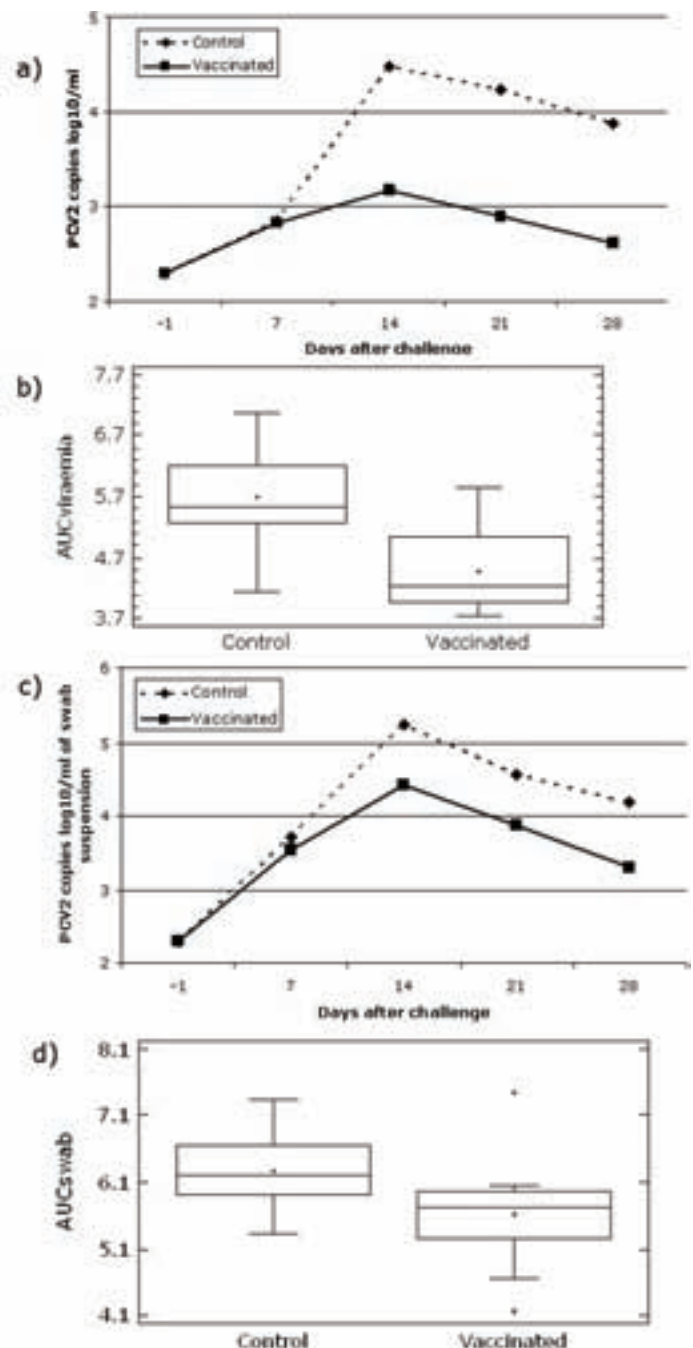 a)
PCV2 copies log10/ml
5
4
3
2
Control
Vaccinated
-1 7 14 21 28
Days after challenge
b)
AUCviraemia
7.7
6.7
5.7
4.7
3.7
Control Vaccinated
c)
PCV2 copies log10/ml of swab
suspension
6
5
4
3
2
Control
Vaccinated
-1 7 14 21 28
Days after challenge
d)
AUCswab
8.1
7.1
6.1
5.1
4.1
Control Vaccinated